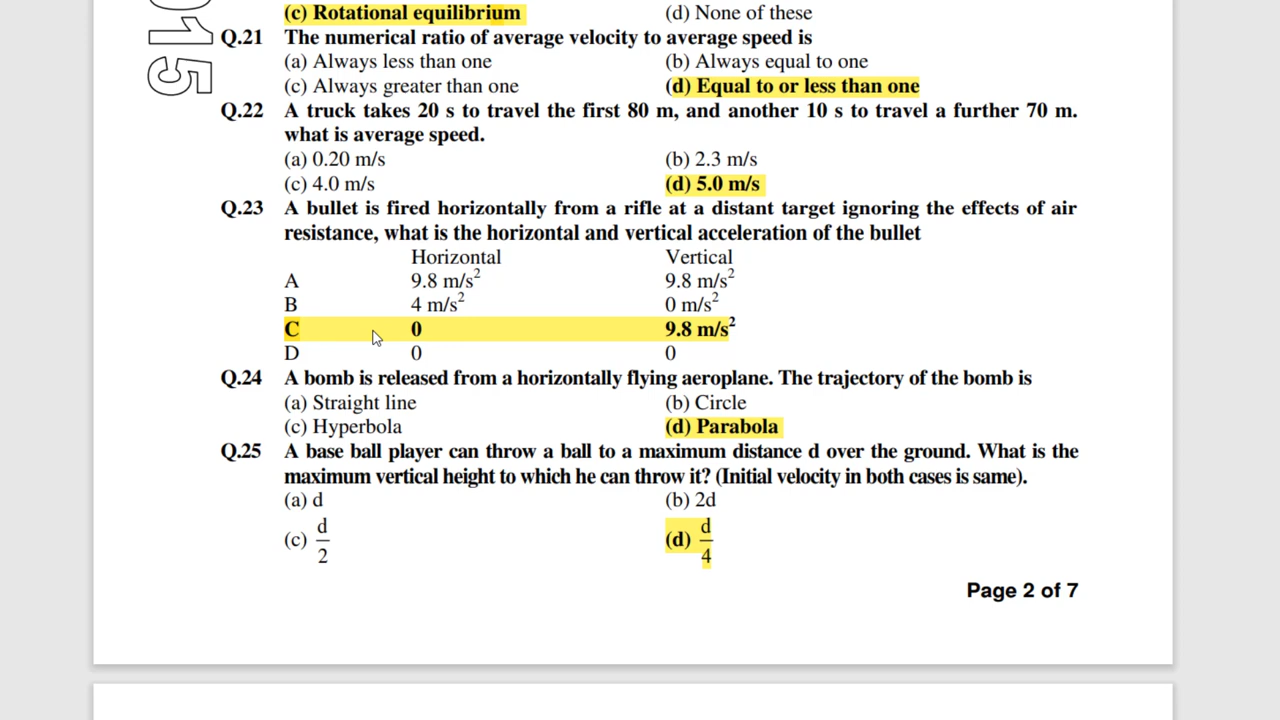 (c) Rotational equilibrium (d) None of these
015
Q.21 The numerical ratio of average velocity to average speed is
(a) Always less than one (b) Always equal to one
(c) Always greater than one (d) Equal to or less than one
Q.22 A truck takes 20 s to travel the first 80 m, and another 10 s to travel a further 70 m.
what is average speed.
(a) 0.20 m/s (b) 2.3 m/s
(c) 4.0 m/s (d) 5.0 m/s
Q.23 A bullet is fired horizontally from a rifle at a distant target ignoring the effects of air
resistance, what is the horizontal and vertical acceleration of the bullet
Horizontal Vertical
A 9.8 m/s² 9.8 m/s²
B 4 m/s² 0 m/s²
C 0 9.8 m/s²
D 0 0
Q.24 A bomb is released from a horizontally flying aeroplane. The trajectory of the bomb is
(a) Straight line (b) Circle
(c) Hyperbola (d) Parabola
Q.25 A base ball player can throw a ball to a maximum distance d over the ground. What is the
maximum vertical height to which he can throw it? (Initial velocity in both cases is same).
(a) d (b) 2d
(c) d/2 (d) d/4
Page 2 of 7